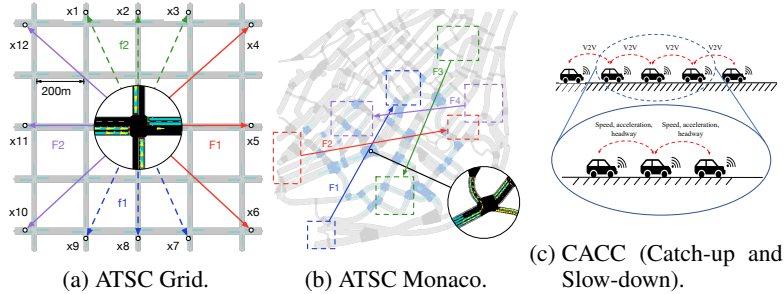 x1
x2
x3
x12
x4
f2
200m
x11
F2
F1
x5
x10
f1
x6
x9
x8
x7
(a) ATSC Grid.
F3
F4
F2
F1
(b) ATSC Monaco.
V2V
V2V
V2V
V2V
Speed, acceleration,
headway
Speed, acceleration,
headway
(c) CACC (Catch-up and
Slow-down).